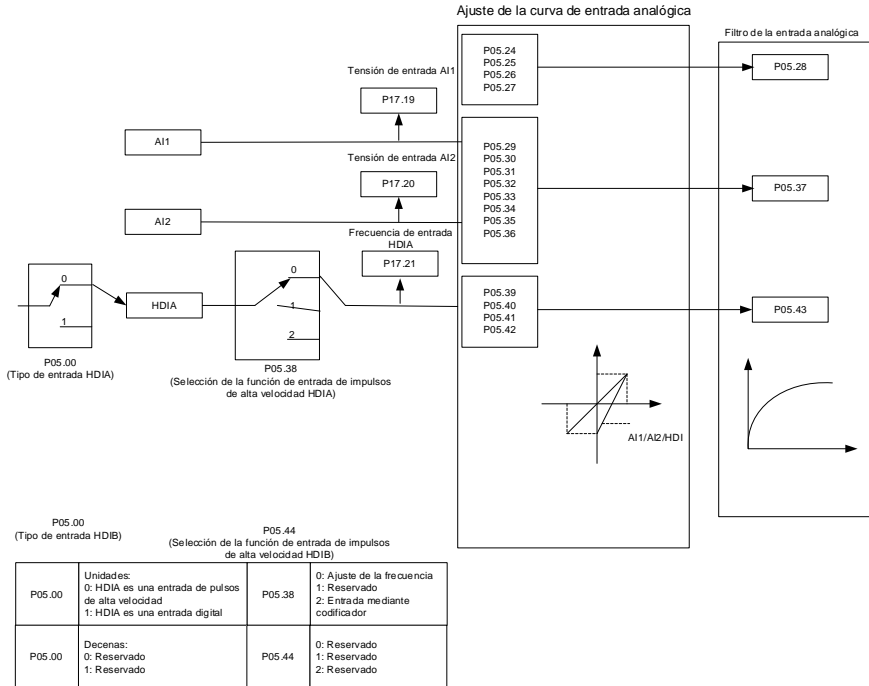 Ajuste de la curva de entrada analógica
Filtro de la entrada analógica
P05.24
P05.25
P05.26
P05.27
P05.28
Tensión de entrada AI1
P17.19
AI1
Tensión de entrada AI2
P17.20
AI2
P05.29
P05.30
P05.31
P05.32
P05.33
P05.34
P05.35
P05.36
P05.37
Frecuencia de entrada
HDIA
P17.21
0
1
HDIA
0
1
2
P05.39
P05.40
P05.41
P05.42
P05.43
P05.00
(Tipo de entrada HDIA)
P05.38
(Selección de la función de entrada de impulsos
de alta velocidad HDIA)
AI1/AI2/HDI
P05.00
(Tipo de entrada HDIB)
P05.44
(Selección de la función de entrada de impulsos
de alta velocidad HDIB)
P05.00
Unidades:
0: HDIA es una entrada de pulsos
de alta velocidad
1: HDIA es una entrada digital
P05.38
0: Ajuste de la frecuencia
1: Reservado
2: Entrada mediante
codificador
P05.00
Decenas:
0: Reservado
1: Reservado
P05.44
0: Reservado
1: Reservado
2: Reservado